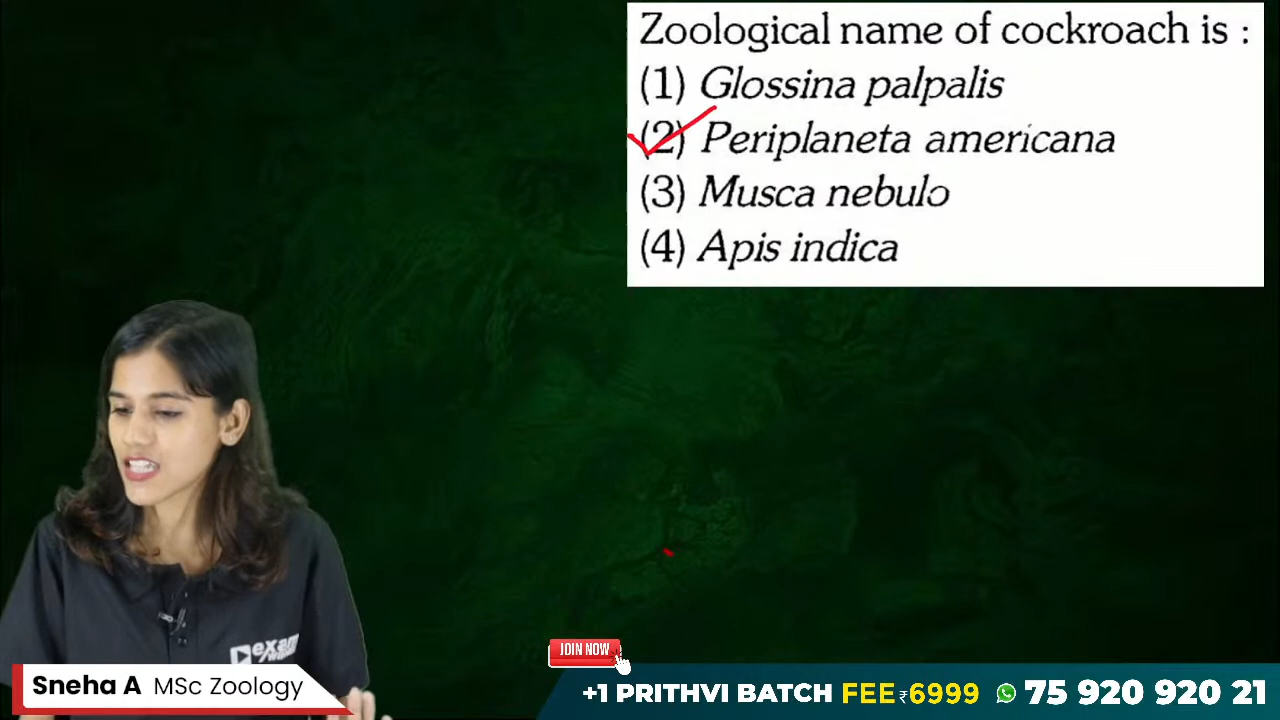 Zoological name of cockroach is :
(1) Glossina palpalis
(2) Periplaneta americana
(3) Musca nebulo
(4) Apis indica
exam
JOIN NOW
Sneha A MSc Zoology
+1 PRITHVI BATCH FEE ₹6999 75 920 920 21